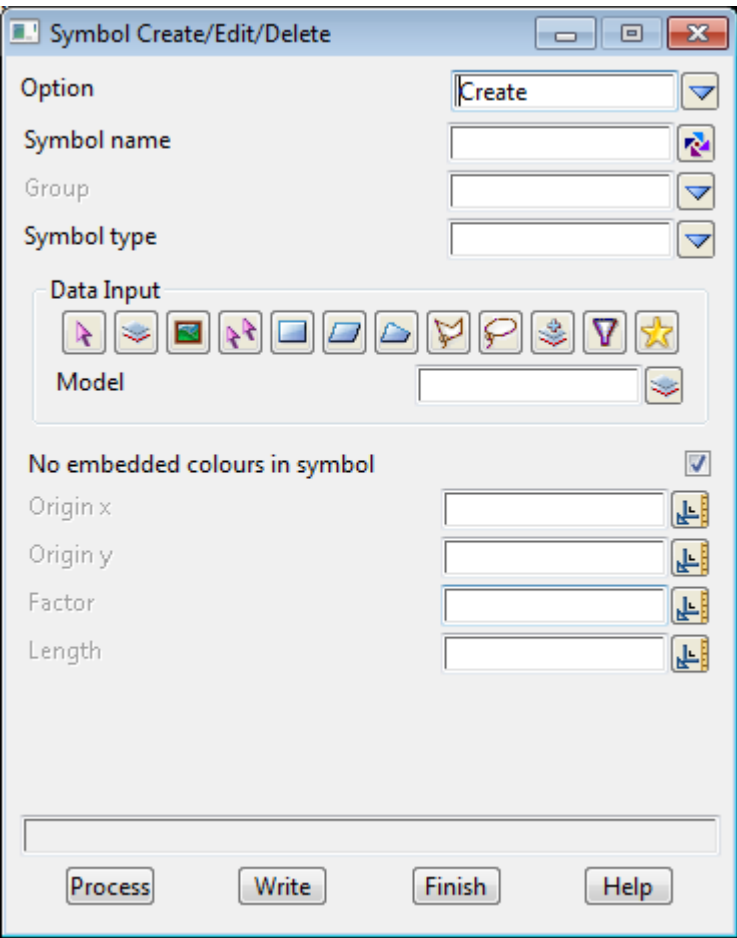 Symbol Create/Edit/Delete
Option Create
Symbol name
Group
Symbol type
Data Input
Model
No embedded colours in symbol
Origin x
Origin y
Factor
Length
Process Write Finish Help